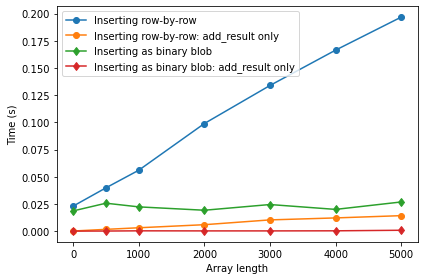 0.200
0.175
0.150
0.125
0.100
0.075
0.050
0.025
0.000
Time (s)
Inserting row-by-row
Inserting row-by-row: add_result only
Inserting as binary blob
Inserting as binary blob: add_result only
0 1000 2000 3000 4000 5000
Array length